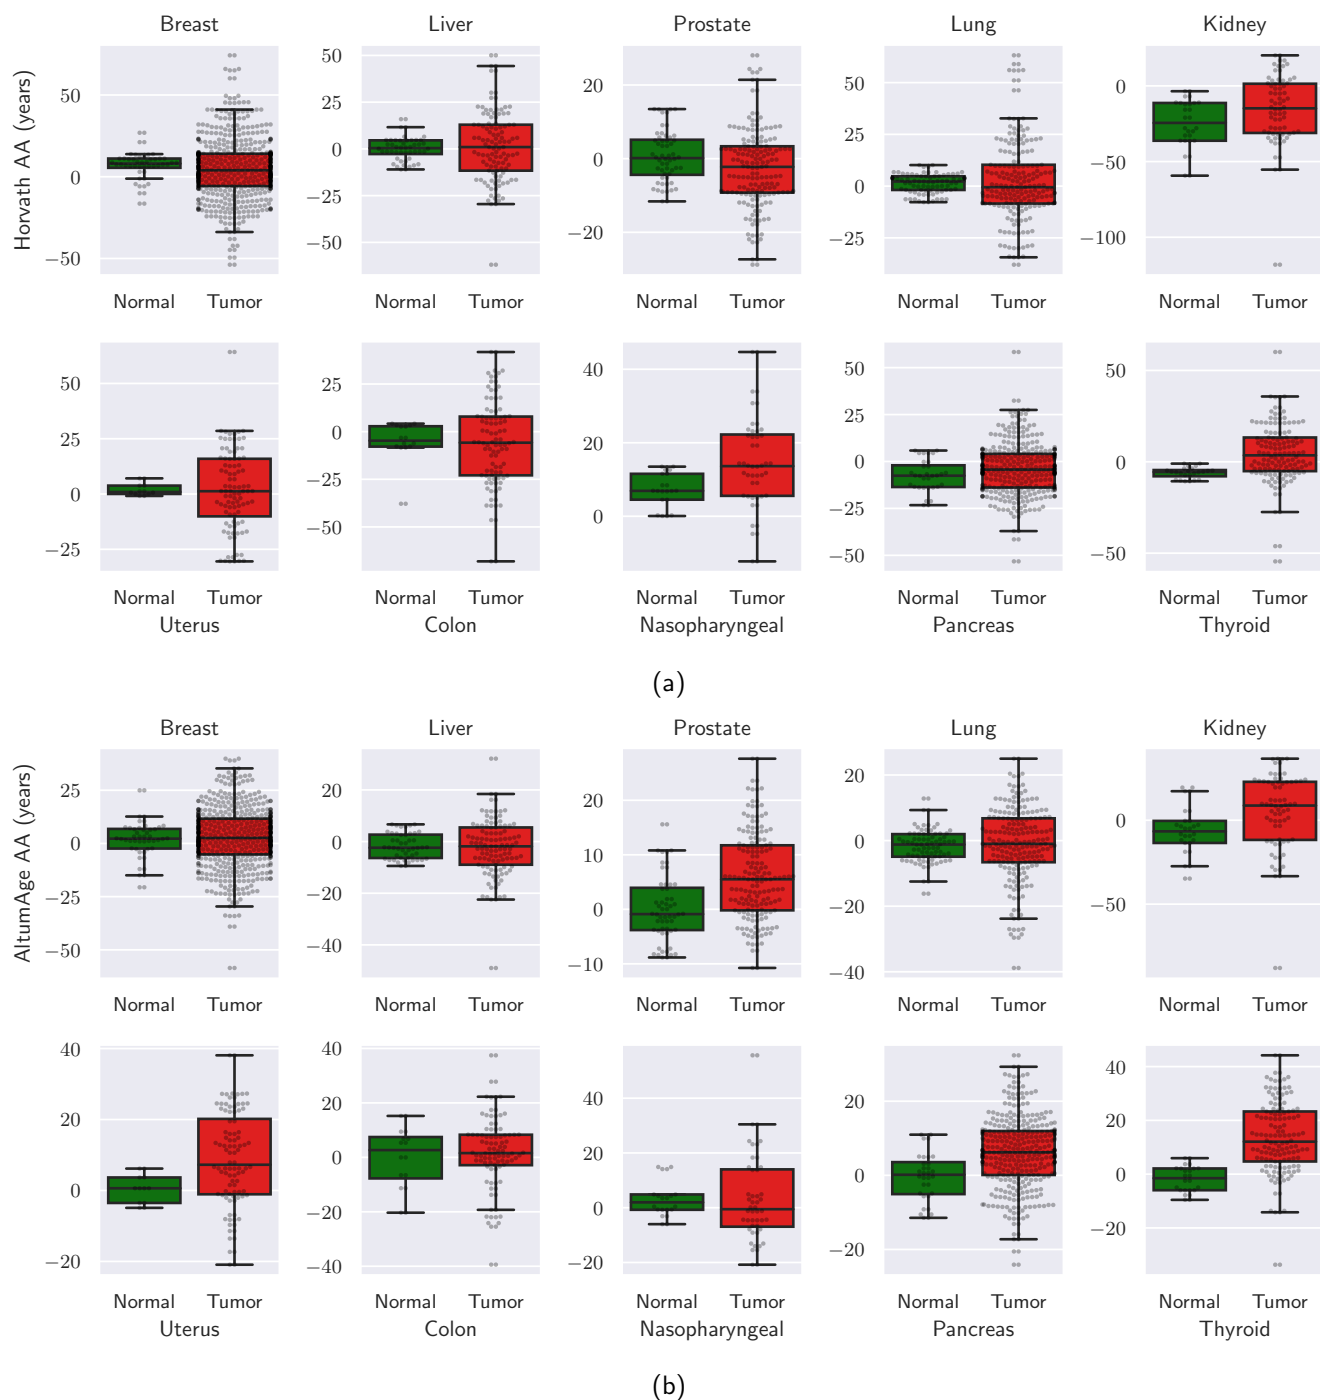 Breast Liver Prostate Lung Kidney
Horvath AA (years)
50 0 −50
50 25 0 −25 −50
20 0 −20
50 25 0 −25
0 −50 −100
Normal Tumor Normal Tumor Normal Tumor Normal Tumor Normal Tumor
50 25 0 −25
25 0 −25 −50
40 20 0
50 25 0 −25 −50
50 0 −50
Normal Tumor Normal Tumor Normal Tumor Normal Tumor Normal Tumor
Uterus Colon Nasopharyngeal Pancreas Thyroid
(a)
Breast Liver Prostate Lung Kidney
AltumAge AA (years)
25 0 −25 −50
20 0 −20 −40
20 10 0 −10
20 0 −20 −40
0 −50
Normal Tumor Normal Tumor Normal Tumor Normal Tumor Normal Tumor
40 20 0 −20
40 20 0 −20 −40
40 20 0 −20
20 0 −20
40 20 0 −20
Normal Tumor Normal Tumor Normal Tumor Normal Tumor Normal Tumor
Uterus Colon Nasopharyngeal Pancreas Thyroid
(b)